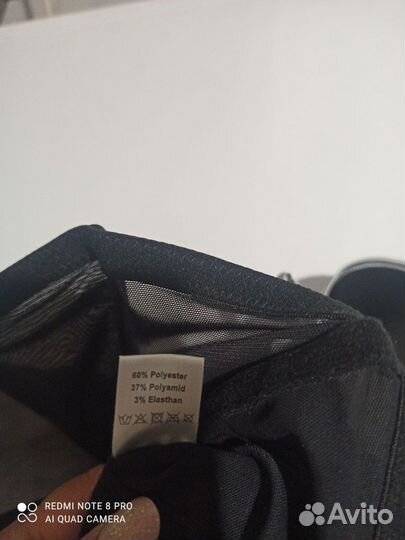 60% Polyester
37% Polyamid
3% Elasthan
REDMI NOTE 8 PRO
AI QUAD CAMERA
Avito